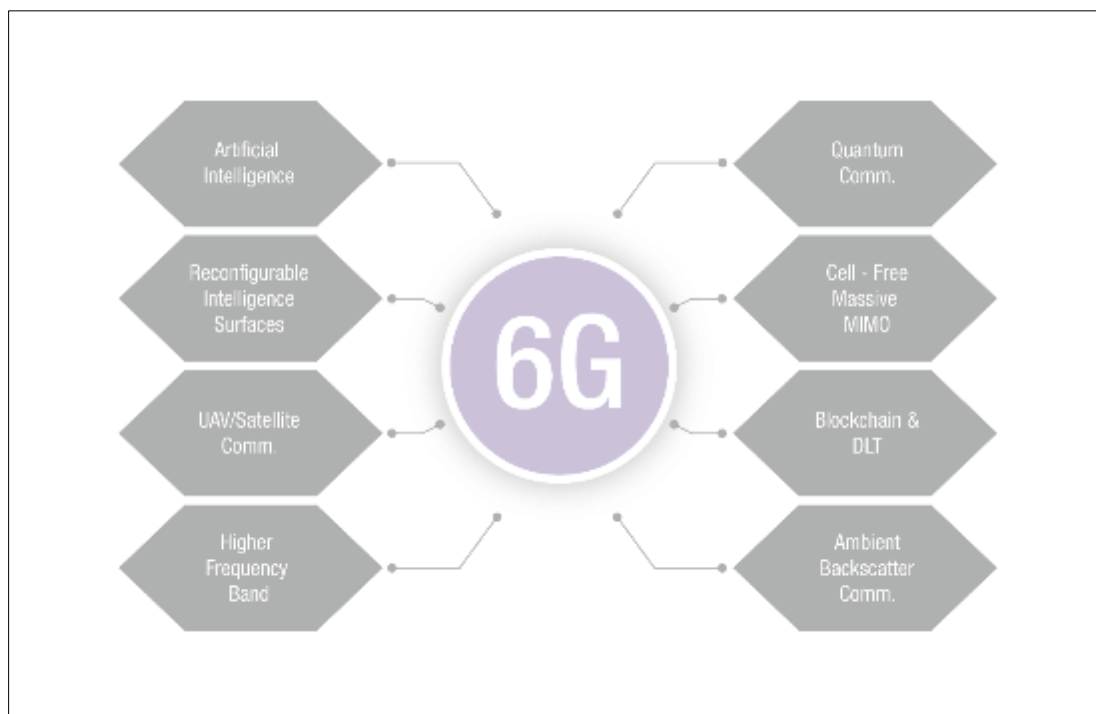 Artificial
Intelligence
Reconfigurable
Intelligence
Surfaces
UAV/Satellite
Comm.
Higher
Frequency
Band
6G
Quantum
Comm.
Cell - Free
Massive
MIMO
Blockchain &
DLT
Ambient
Backscatter
Comm.